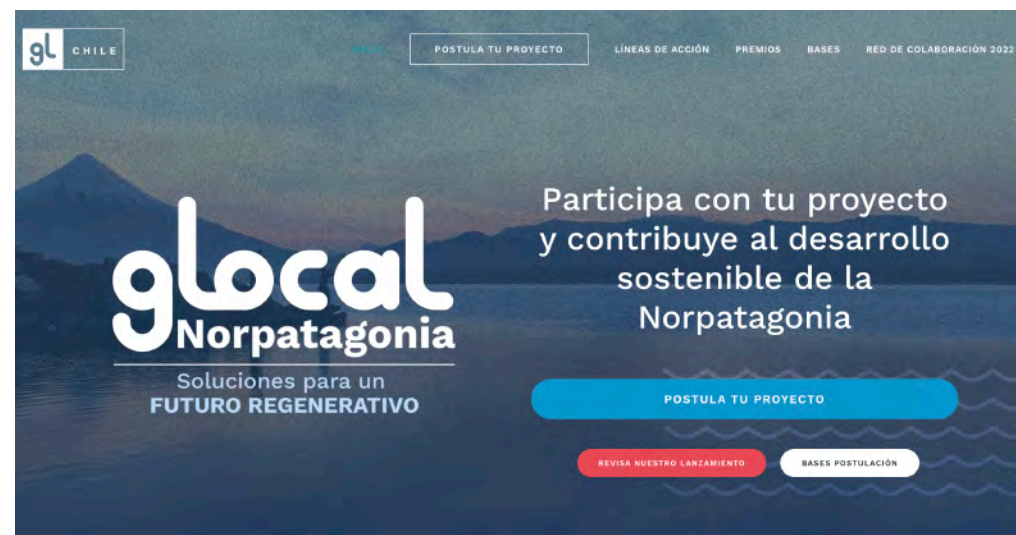 gl CHILE
INICIO
POSTULA TU PROYECTO
LÍNEAS DE ACCIÓN
PREMIOS
BASES
RED DE COLABORACIÓN 2022
glocal
Norpatagonia
Soluciones para un
FUTURO REGENERATIVO
Participa con tu proyecto
y contribuye al desarrollo
sostenible de la
Norpatagonia
POSTULA TU PROYECTO
REVISA NUESTRO LANZAMIENTO
BASES POSTULACIÓN